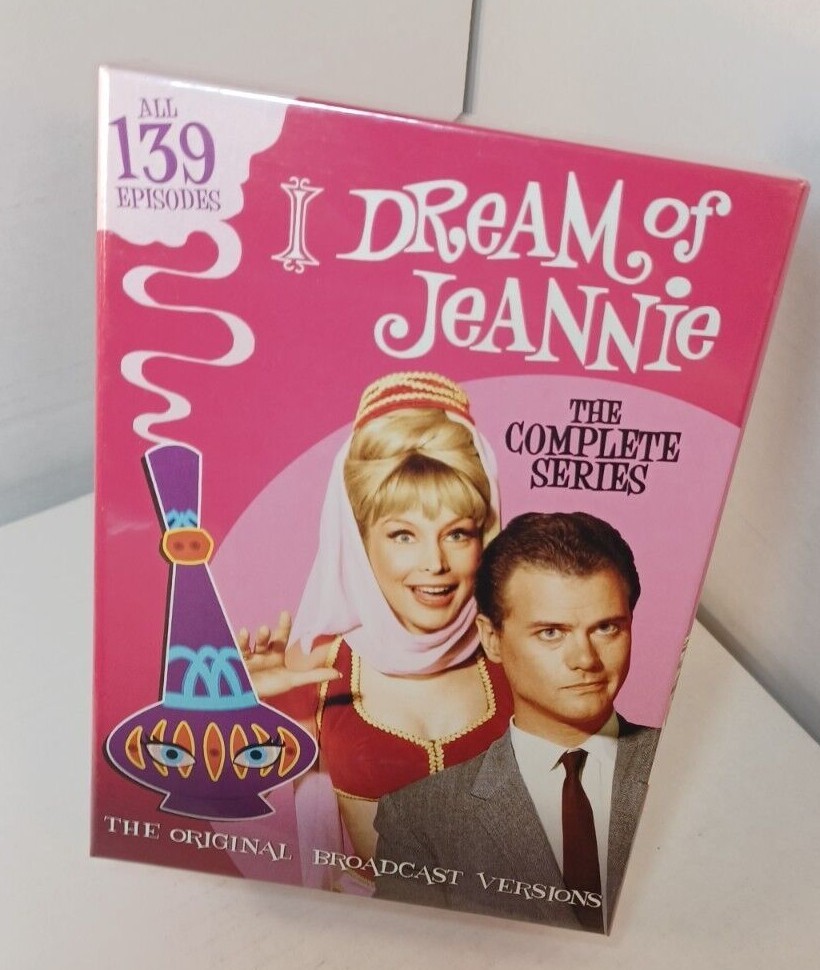 ALL
139
EPISODES
I DREAM of
JEANNIE
THE
COMPLETE
SERIES
THE ORIGINAL BROADCAST VERSIONS